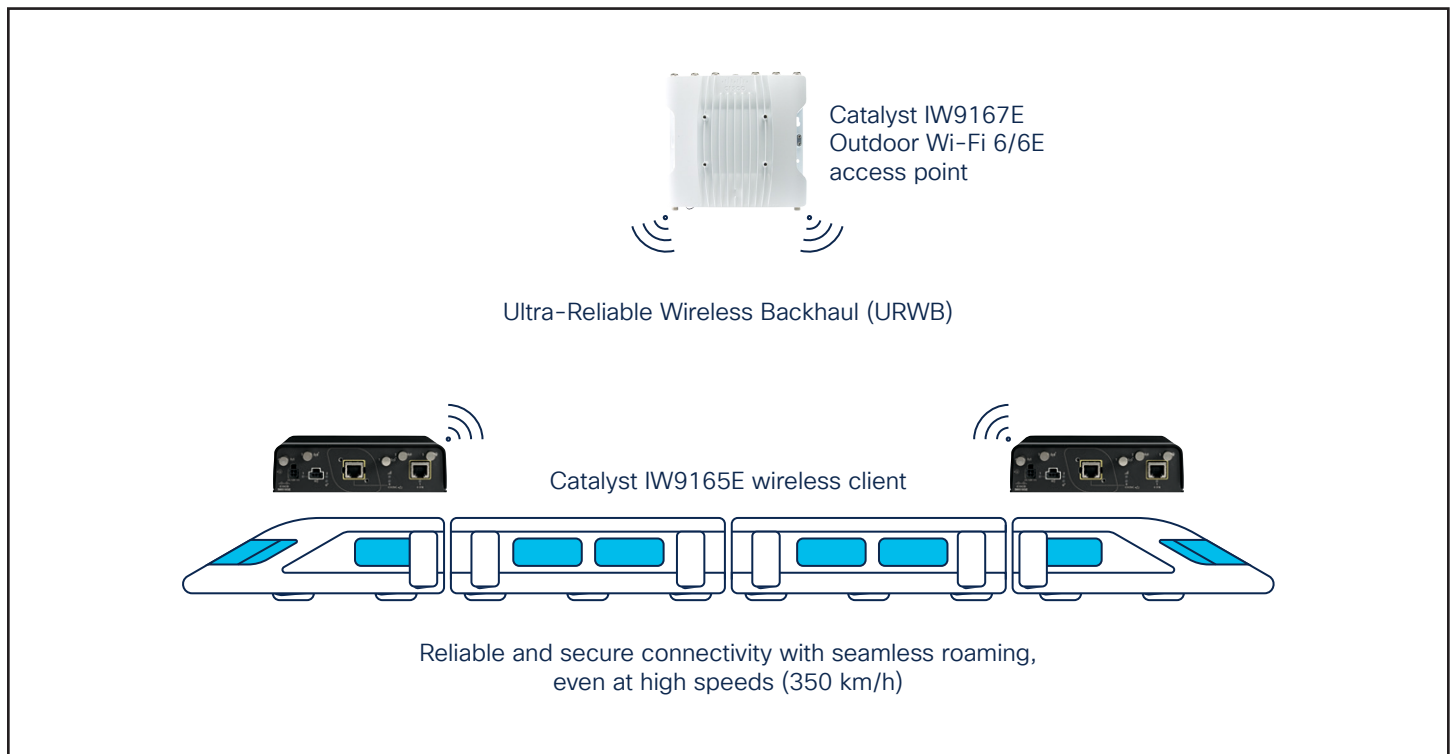 Catalyst IW9167E
Outdoor Wi-Fi 6/6E
access point
Ultra-Reliable Wireless Backhaul (URWB)
Catalyst IW9165E wireless client
Reliable and secure connectivity with seamless roaming,
even at high speeds (350 km/h)